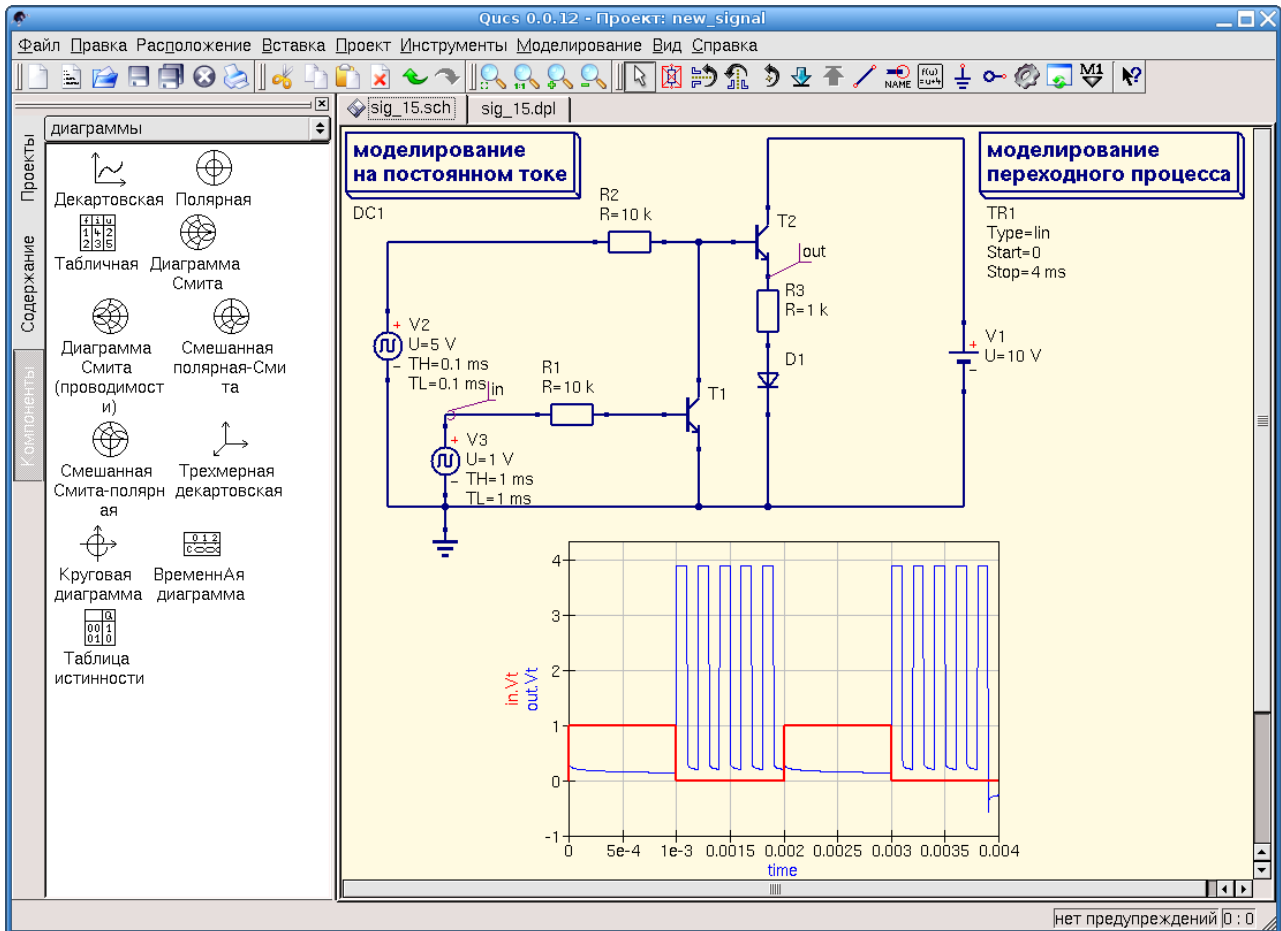 Qucs 0.0.12 - Проект: new_signal
Файл Правка Расположение Вставка Проект Инструменты Моделирование Вид Справка
NAME
f(u)
=u+4
M1
sig_15.sch
sig_15.dpl
Проекты
Содержание
Компоненты
диаграммы
Декартовская
Полярная
Табличная
Диаграмма
Смита
Диаграмма
Смита
(проводимост
и)
Смешанная
полярная-Сми
та
Смешанная
Смита-полярн
ая
Трехмерная
декартовская
Круговая
диаграмма
ВременнАя
диаграмма
Таблица
истинности
моделирование
на постоянном токе
DC1
R2
R=10 k
T2
out
R3
R=1 k
D1
V2
U=5 V
TH=0.1 ms
TL=0.1 ms
in
R1
R=10 k
T1
V3
U=1 V
TH=1 ms
TL=1 ms
V1
U=10 V
моделирование
переходного процесса
TR1
Type=lin
Start=0
Stop=4 ms
4
3
2
1
0
-1
in.Vt
out.Vt
0 5e-4 1e-3 0.0015 0.002 0.0025 0.003 0.0035 0.004
time
нет предупреждений 0 : 0